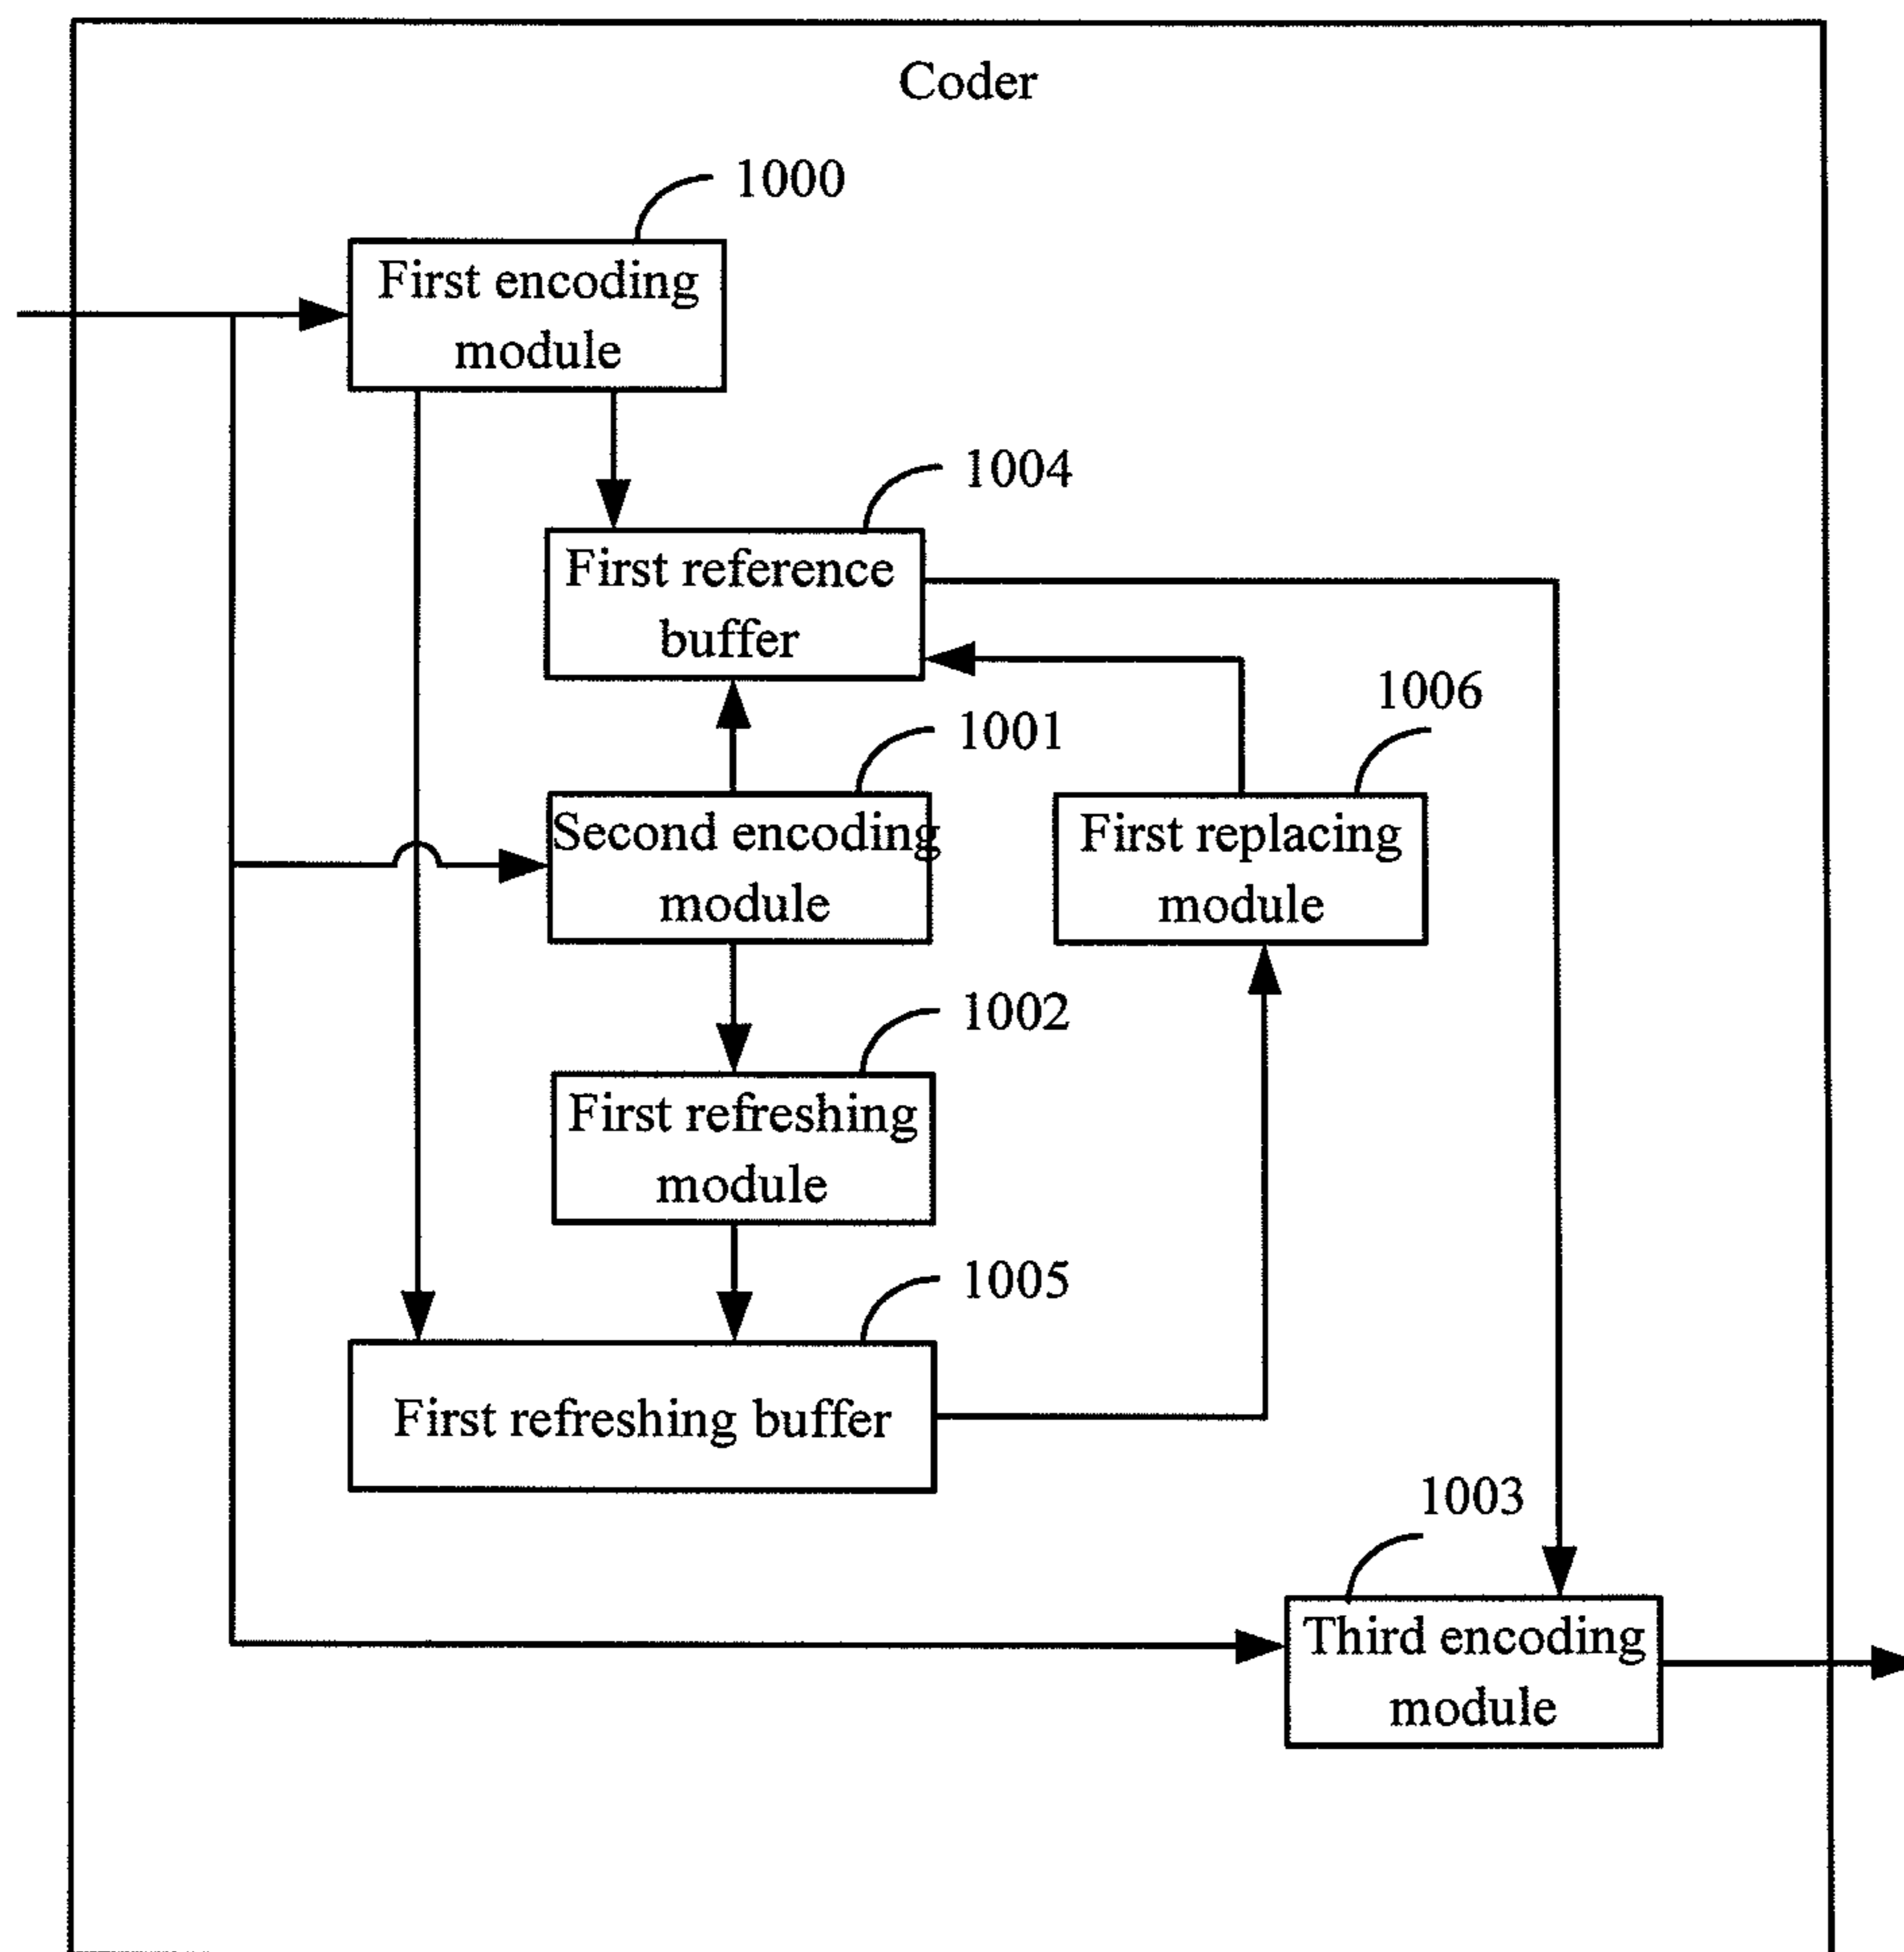 Coder
1000
First encoding
module
1004
First reference
buffer
1006
1001
Second encoding
module
First replacing
module
1002
First refreshing
module
1005
First refreshing buffer
1003
Third encoding
module